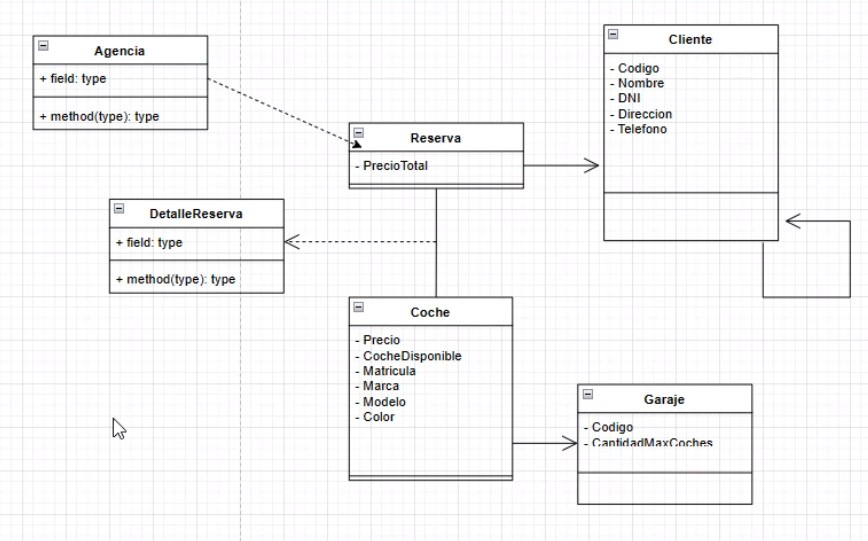 Agencia
+ field: type
+ method(type): type
Cliente
- Codigo
- Nombre
- DNI
- Direccion
- Telefono
Reserva
- PrecioTotal
DetalleReserva
+ field: type
+ method(type): type
Coche
- Precio
- CocheDisponible
- Matricula
- Marca
- Modelo
- Color
Garaje
- Codigo
- CantidadMaxCoches